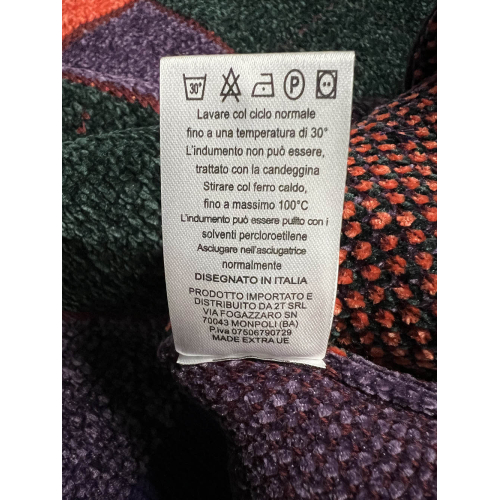 30°
P
Lavare col ciclo normale
fino a una temperatura di 30°
L'indumento non può essere,
trattato con la candeggina
Stirare col ferro caldo,
fino a massimo 100°C
L'indumento può essere pulito con i
solventi percloroetilene
Asciugare nell'asciugatrice
normalmente
DISEGNATO IN ITALIA
PRODOTTO IMPORTATO E
DISTRIBUITO DA 2T SRL
VIA FOGAZZARO SN
70043 MONPOLI (BA)
P.iva 07506790729
MADE EXTRA UE